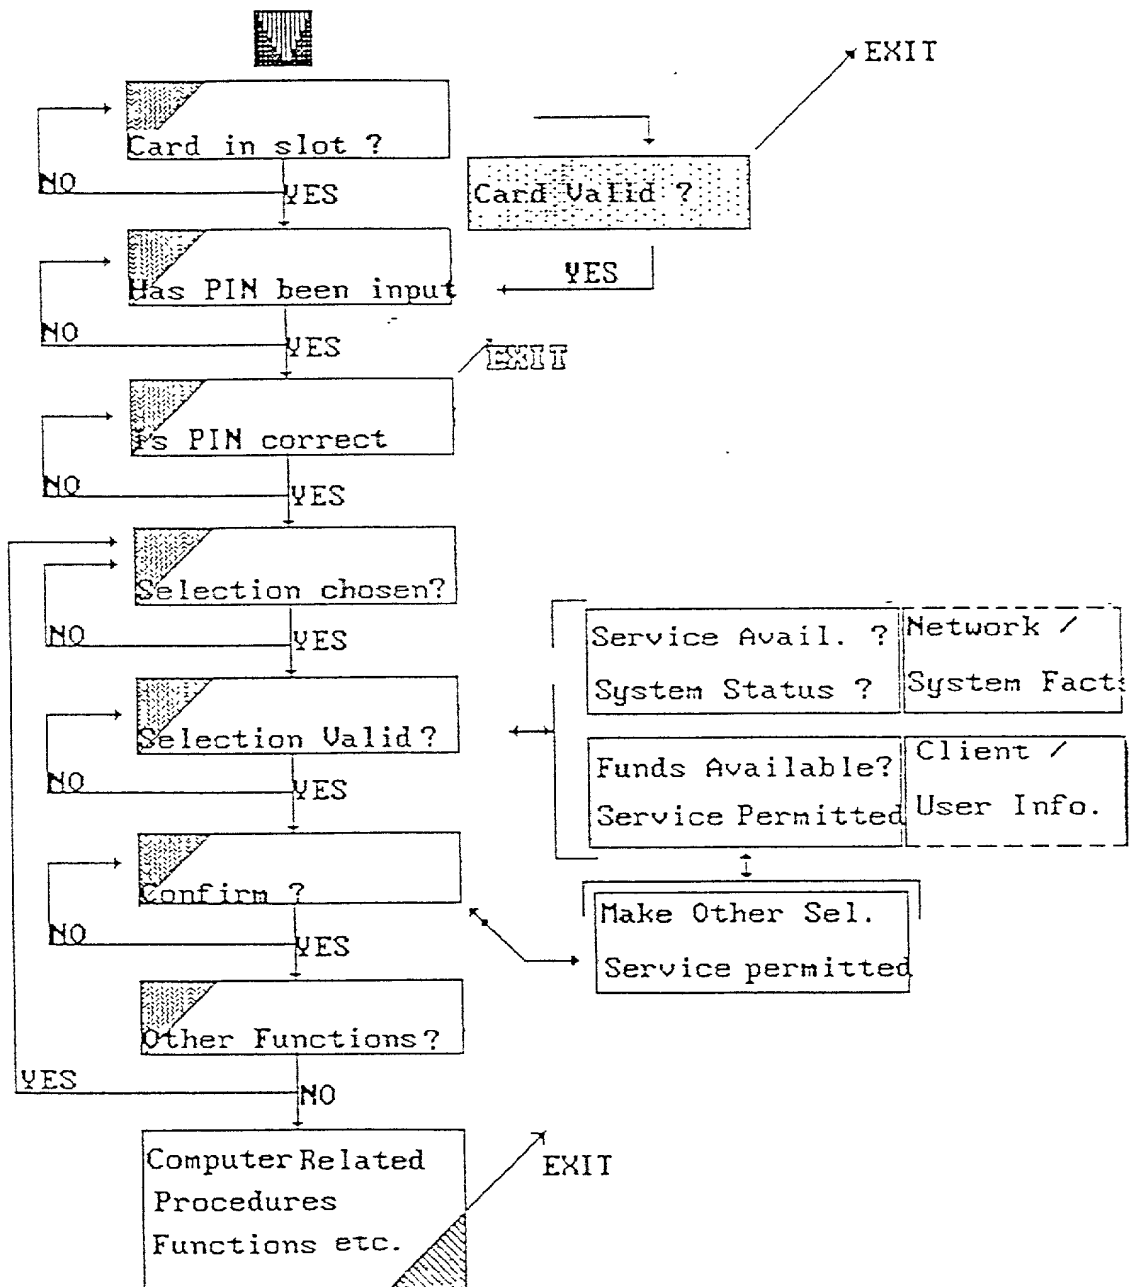 EXIT
Card in slot ?
NO
YES
Card Valid ?
YES
Has PIN been input
NO
YES
EXIT
Is PIN correct
NO
YES
Selection chosen?
NO
YES
Service Avail. ?
System Status ?
Network /
System Facts
Selection Valid?
NO
YES
Funds Available?
Service Permitted
Client /
User Info.
Confirm ?
NO
YES
Make Other Sel.
Service permitted
Other Functions?
YES
NO
Computer Related
Procedures
Functions etc.
EXIT